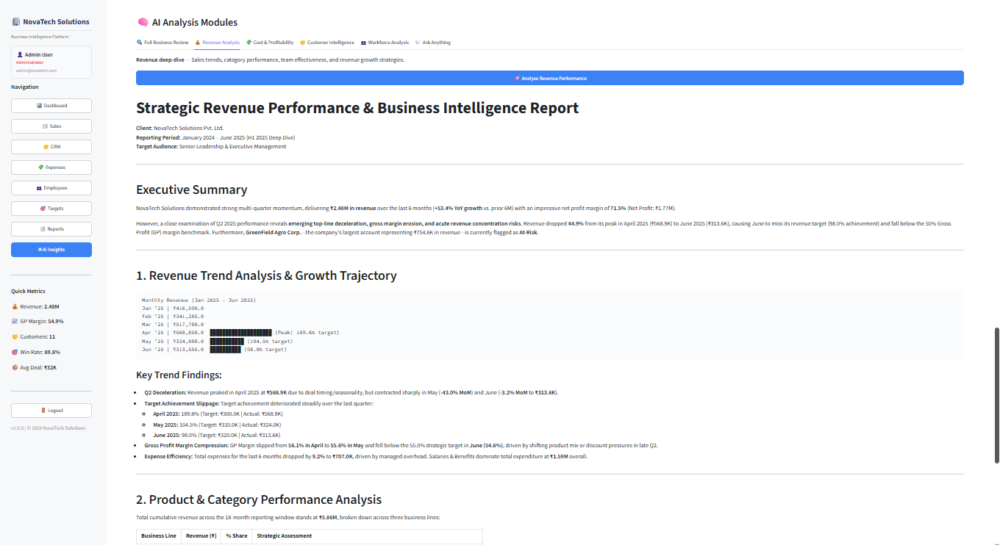 NovaTech Solutions
Business Intelligence Platform
Admin User
Administrator
admin@novatech.com
Navigation
Dashboard
Sales
CRM
Expenses
Employees
Targets
Reports
AI Insights
Quick Metrics
Revenue: 2.48M
GP Margin: 54.9%
Customers: 11
Win Rate: 89.8%
Avg Deal: ₹32K
Logout
v1.0.0 | © 2025 NovaTech Solutions
AI Analysis Modules
Full Business Review Revenue Analysis Cost & Profitability Customer Intelligence Workforce Analysis Ask Anything
Revenue deep-dive — Sales trends, category performance, team effectiveness, and revenue growth strategies.
Analyse Revenue Performance
Strategic Revenue Performance & Business Intelligence Report
Client: NovaTech Solutions Pvt. Ltd.
Reporting Period: January 2024 – June 2025 (H1 2025 Deep Dive)
Target Audience: Senior Leadership & Executive Management
Executive Summary
NovaTech Solutions demonstrated strong multi-quarter momentum, delivering ₹2.48M in revenue over the last 6 months (+53.4% YoY growth vs. prior 6M) with an impressive net profit margin of 71.5% (Net Profit: ₹1.77M).
However, a close examination of Q2 2025 performance reveals emerging top-line deceleration, gross margin erosion, and acute revenue concentration risks. Revenue dropped 44.9% from its peak in April 2025 (₹568.9K) to June 2025 (₹313.6K), causing June to miss its revenue target (98.0% achievement) and fall below the 55% Gross
Profit (GP) margin benchmark. Furthermore, GreenField Agro Corp.—the company's largest account representing ₹754.6K in revenue—is currently flagged as At-Risk.
1. Revenue Trend Analysis & Growth Trajectory
Monthly Revenue (Jan 2025 - Jun 2025)
Jan '25 | ₹416,590.0
Feb '25 | ₹341,285.0
Mar '25 | ₹517,780.0
Apr '25 | ₹568,850.0 (Peak: 189.6% target)
May '25 | ₹324,000.0 (104.5% target)
Jun '25 | ₹313,555.0 (98.0% target)
Key Trend Findings:
• Q2 Deceleration: Revenue peaked in April 2025 at ₹568.9K due to deal timing/seasonality, but contracted sharply in May (-43.0% MoM) and June (-3.2% MoM to ₹313.6K).
• Target Achievement Slippage: Target achievement deteriorated steadily over the last quarter:
April 2025: 189.6% (Target: ₹300.0K | Actual: ₹568.9K)
May 2025: 104.5% (Target: ₹310.0K | Actual: ₹324.0K)
June 2025: 98.0% (Target: ₹320.0K | Actual: ₹313.6K)
• Gross Profit Margin Compression: GP Margin slipped from 56.1% in April to 55.6% in May and fell below the 55.0% strategic target in June (54.6%), driven by shifting product mix or discount pressures in late Q2.
• Expense Efficiency: Total expenses for the last 6 months dropped by 9.2% to ₹707.0K, driven by managed overhead. Salaries & Benefits dominate total expenditure at ₹1.59M overall.
2. Product & Category Performance Analysis
Total cumulative revenue across the 18-month reporting window stands at ₹5.86M, broken down across three business lines:
Business Line Revenue (₹) % Share Strategic Assessment